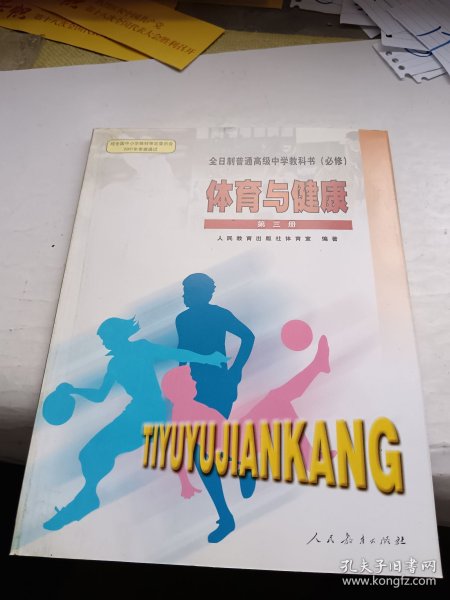 全日制普通高级中学教科书（必修）
体育与健康
第三册
人民教育出版社体育室 编著
TIYUYUJIANKANG
人民教育出版社
孔夫子旧书网
www.kongfz.com